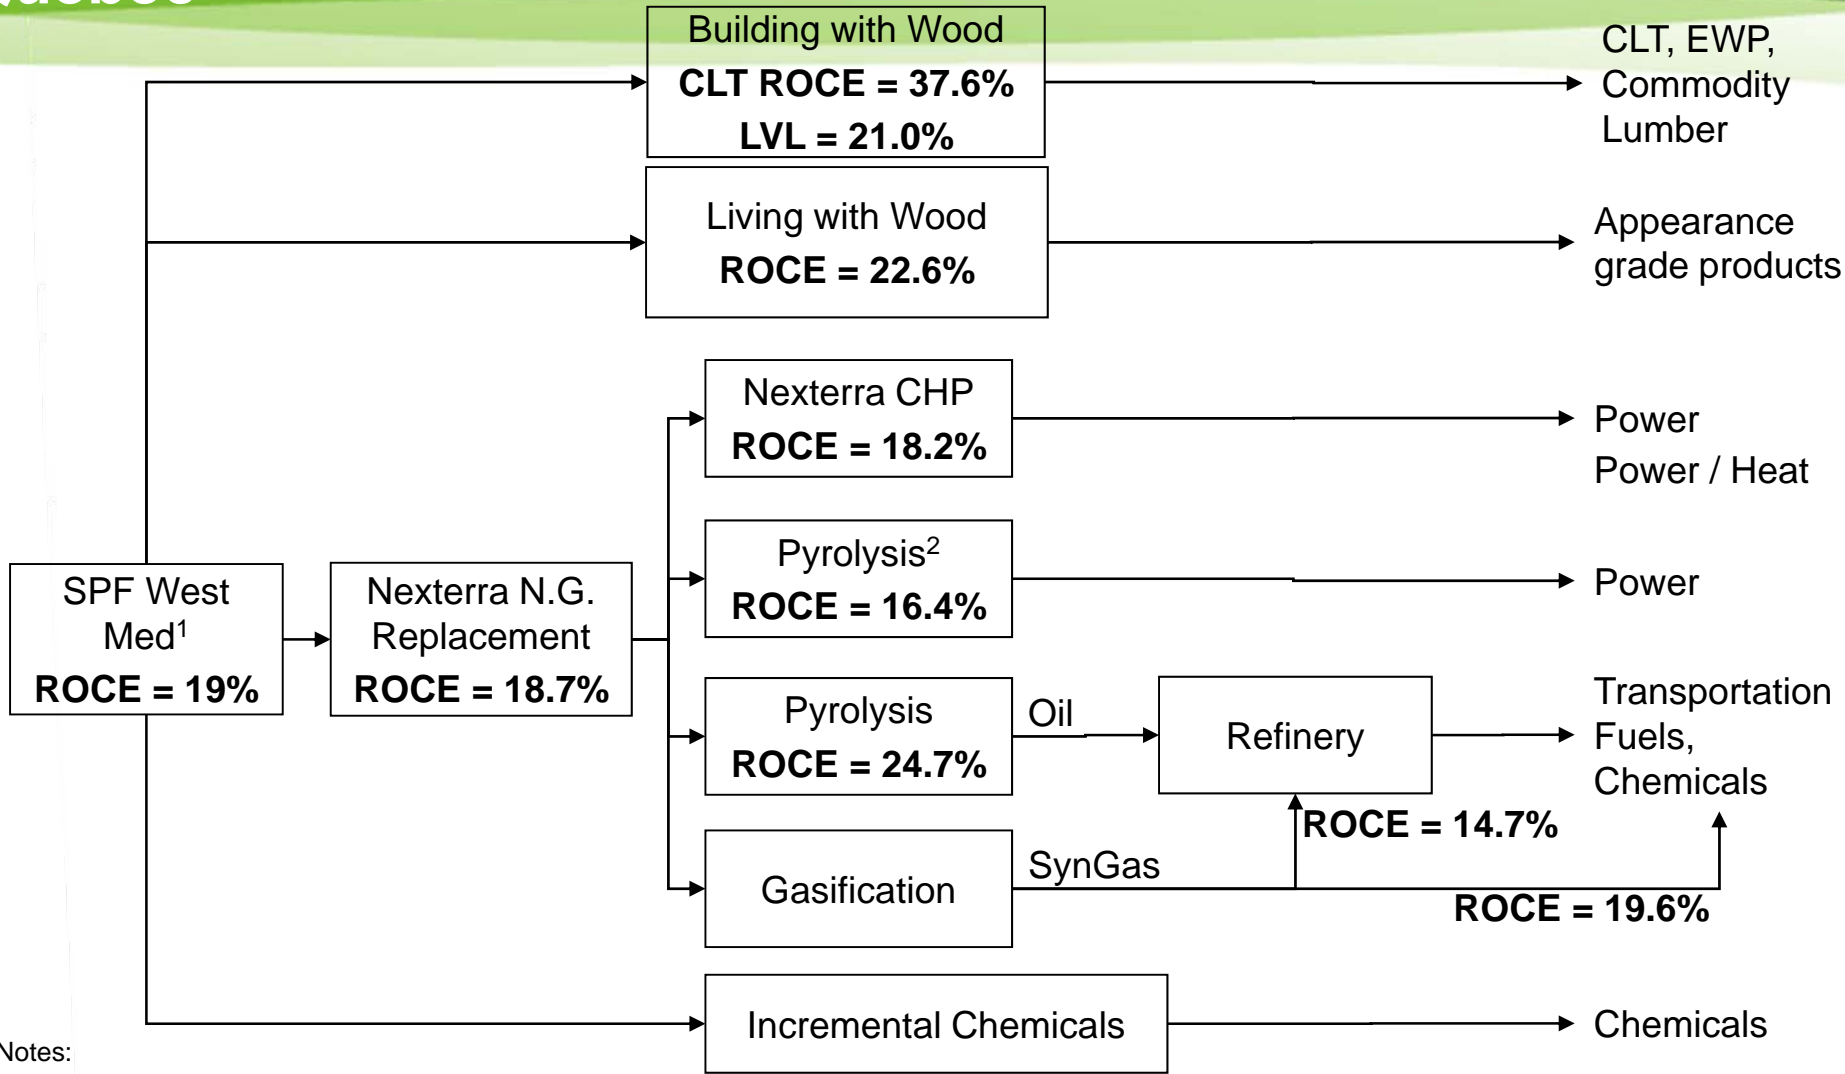 Building with Wood
CLT ROCE = 37.6%
LVL = 21.0%
CLT, EWP,
Commodity
Lumber
Living with Wood
ROCE = 22.6%
Appearance
grade products
Nexterra CHP
ROCE = 18.2%
Power
Power / Heat
Pyrolysis²
ROCE = 16.4%
Power
SPF West
Med¹
ROCE = 19%
Nexterra N.G.
Replacement
ROCE = 18.7%
Pyrolysis
ROCE = 24.7%
Oil
Refinery
Transportation
Fuels,
Chemicals
ROCE = 14.7%
Gasification
SynGas
ROCE = 19.6%
Incremental Chemicals
Chemicals
Notes: